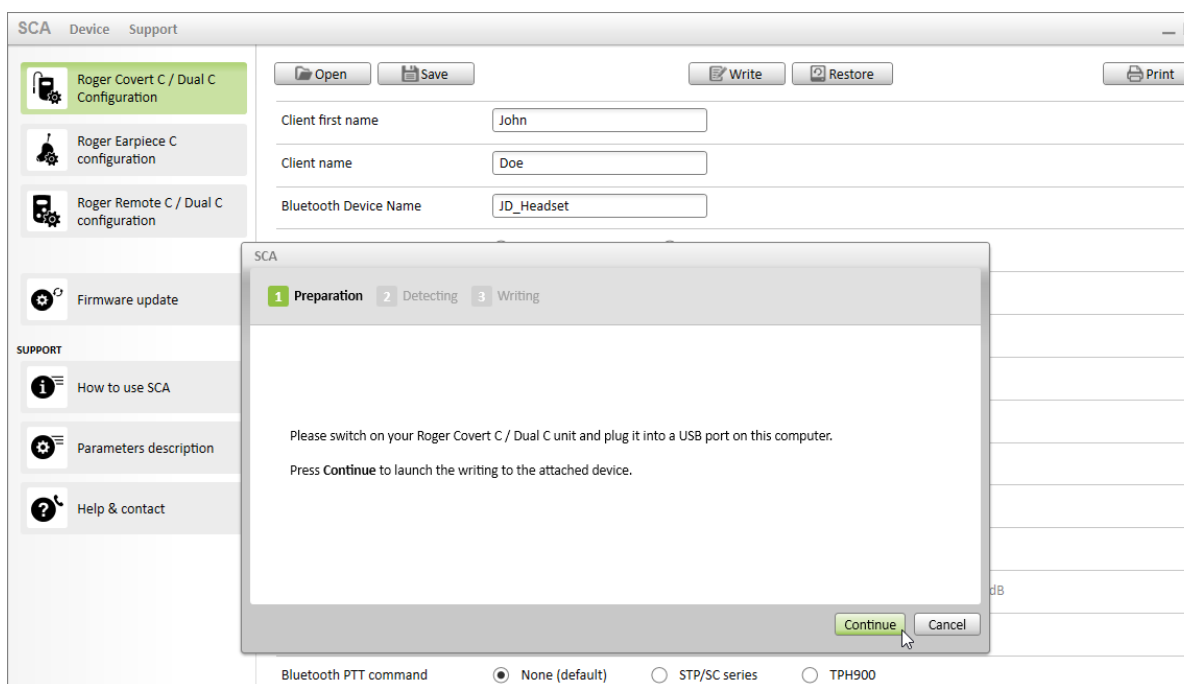 SCA Device Support
Roger Covert C / Dual C
Configuration
Roger Earpiece C
configuration
Roger Remote C / Dual C
configuration
Firmware update
SUPPORT
How to use SCA
Parameters description
Help & contact
Open Save Write Restore Print
Client first name John
Client name Doe
Bluetooth Device Name JD_Headset
SCA
1 Preparation 2 Detecting 3 Writing
Please switch on your Roger Covert C / Dual C unit and plug it into a USB port on this computer.
Press Continue to launch the writing to the attached device.
dB
Continue Cancel
Bluetooth PTT command None (default) STP/SC series TPH900